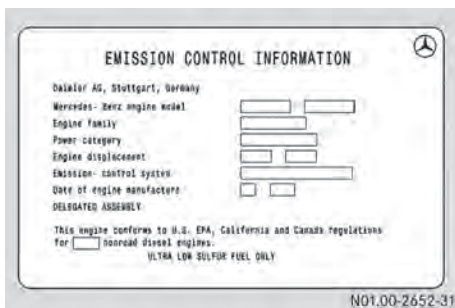 EMISSION CONTROL INFORMATION
Daimler AG, Stuttgart, Germany
Mercedes- Benz engine model
Engine family
Power category
Engine displacement
Emission- control system
Date of engine manufacture
DELEGATED ASSEMBLY
This engine conforms to U.S. EPA, California and Canada regulations
for nonroad diesel engines.
ULTRA LOW SULFUR FUEL ONLY
N01.00-2652-31